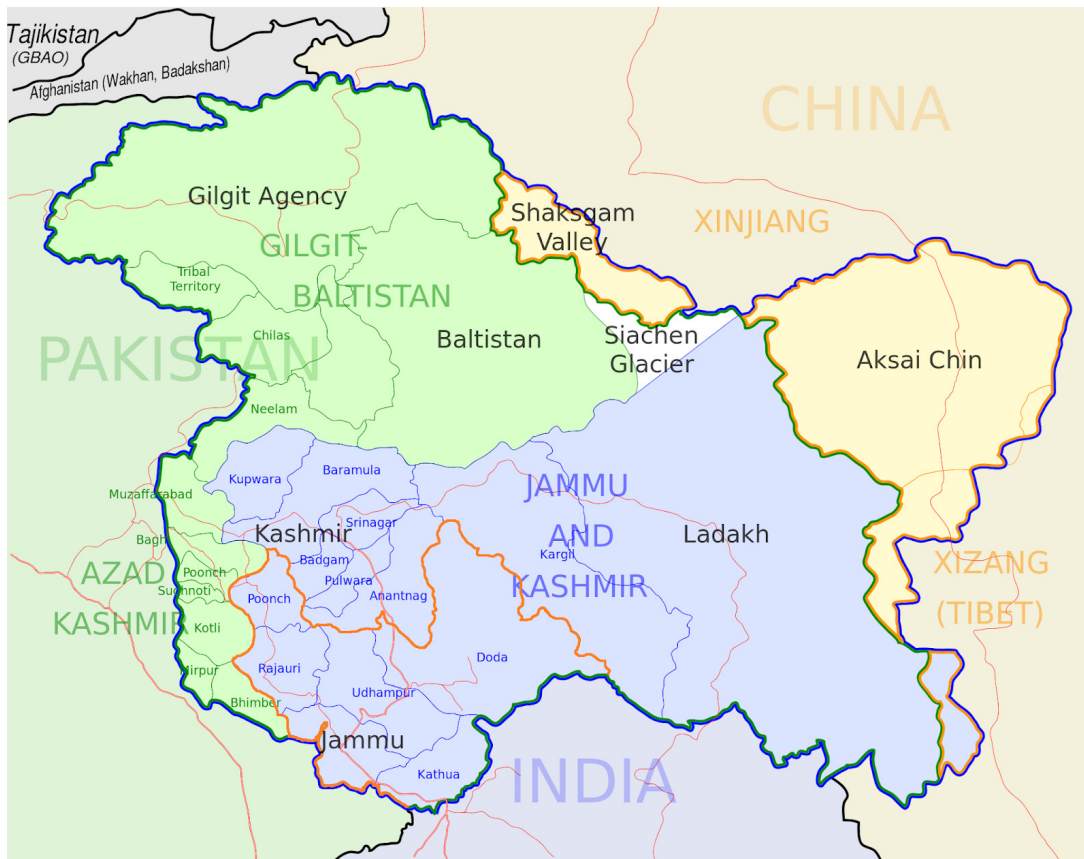 Tajikistan
(GBAO)
Afghanistan (Wakhan, Badakshan)
CHINA
Gilgit Agency
Shaksgam
Valley
XINJIANG
GILGIT-
BALTISTAN
Tribal
Territory
Chilas
Baltistan
Siachen
Glacier
Aksai Chin
PAKISTAN
Neelam
Kupwara
Baramula
JAMMU
AND
KASHMIR
Muzaffarabad
Srinagar
Kashmir
Ladakh
Bagh
Badgam
Kargil
XIZANG
(TIBET)
AZAD
KASHMIR
Poonch
Sudhnoti
Pulwara
Anantnag
Poonch
Kotli
Mirpur
Rajauri
Doda
Bhimber
Udhampur
Jammu
Kathua
INDIA